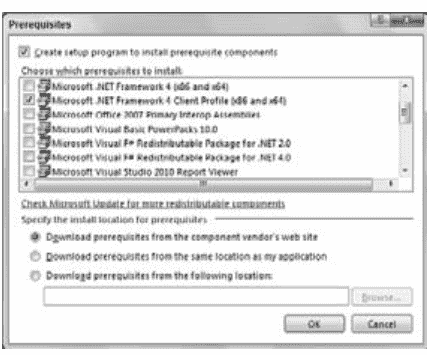 Prerequisites
Create setup program to install prerequisite components
Choose which prerequisites to install:
Microsoft .NET Framework 4 (x86 and x64)
Microsoft .NET Framework 4 Client Profile (x86 and x64)
Microsoft Office 2007 Primary Interop Assemblies
Microsoft Visual Basic PowerPacks 10.0
Microsoft Visual F# Redistributable Package for .NET 2.0
Microsoft Visual F# Redistributable Package for .NET 4.0
Microsoft Visual Studio 2010 Report Viewer
Check Microsoft Update for more redistributable components
Specify the install location for prerequisites
Download prerequisites from the component vendor's web site
Download prerequisites from the same location as my application
Download prerequisites from the following location:
Browse...
OK Cancel